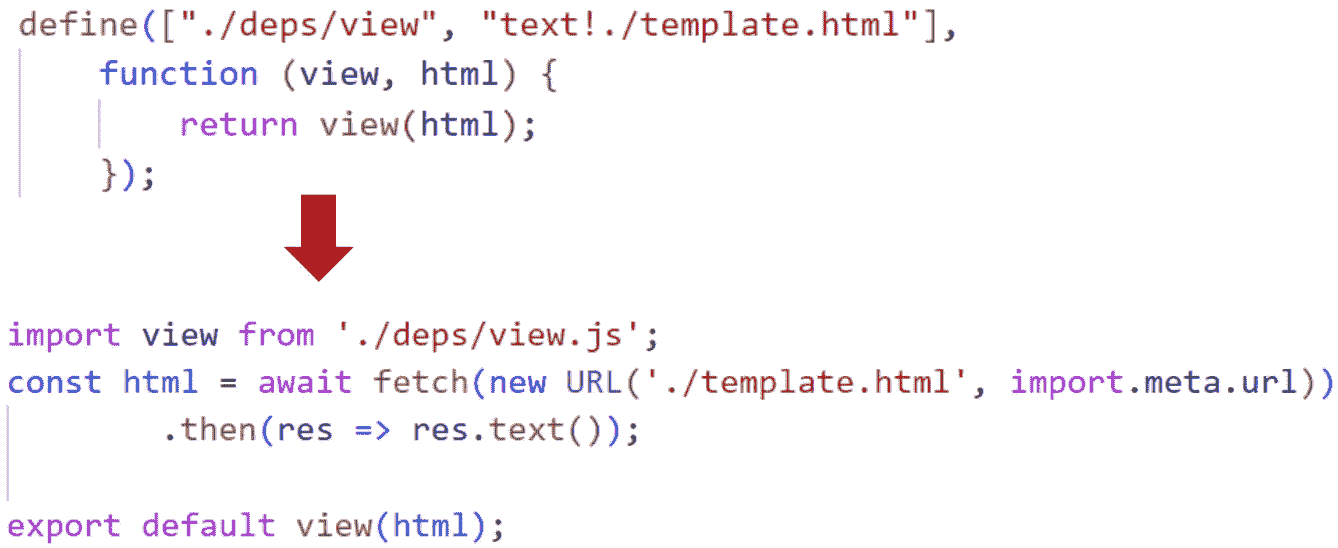 define(["./deps/view", "text!./template.html"],
function (view, html) {
return view(html);
});
import view from './deps/view.js';
const html = await fetch(new URL('./template.html', import.meta.url))
.then(res => res.text());
export default view(html);